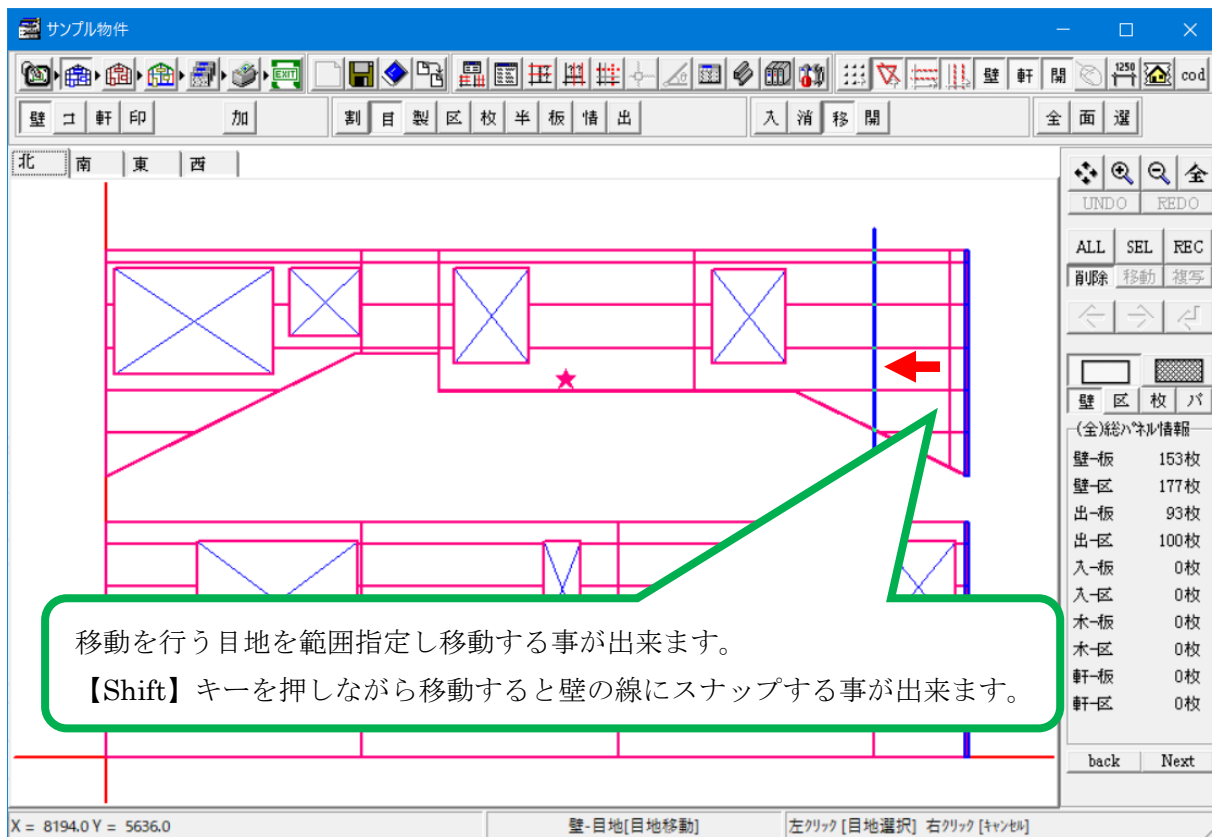 サンプル物件
EXIT 壁 軒 開 1250 cod
壁 コ 軒 印 加 割 目 製 区 枚 半 板 情 出 入 消 移 開 全 面 選
北 南 東 西
全
UNDO REDO
ALL SEL REC
削除 移動 複写
壁 区 枚 パ
(全)総パネル情報
壁-板 153枚
壁-区 177枚
出-板 93枚
出-区 100枚
入-板 0枚
入-区 0枚
木-板 0枚
木-区 0枚
軒-板 0枚
軒-区 0枚
back Next
移動を行う目地を範囲指定し移動する事が出来ます。
【Shift】キーを押しながら移動すると壁の線にスナップする事が出来ます。
X = 8194.0 Y = 5636.0 壁-目地[目地移動] 左クリック [目地選択] 右クリック [キャンセル]